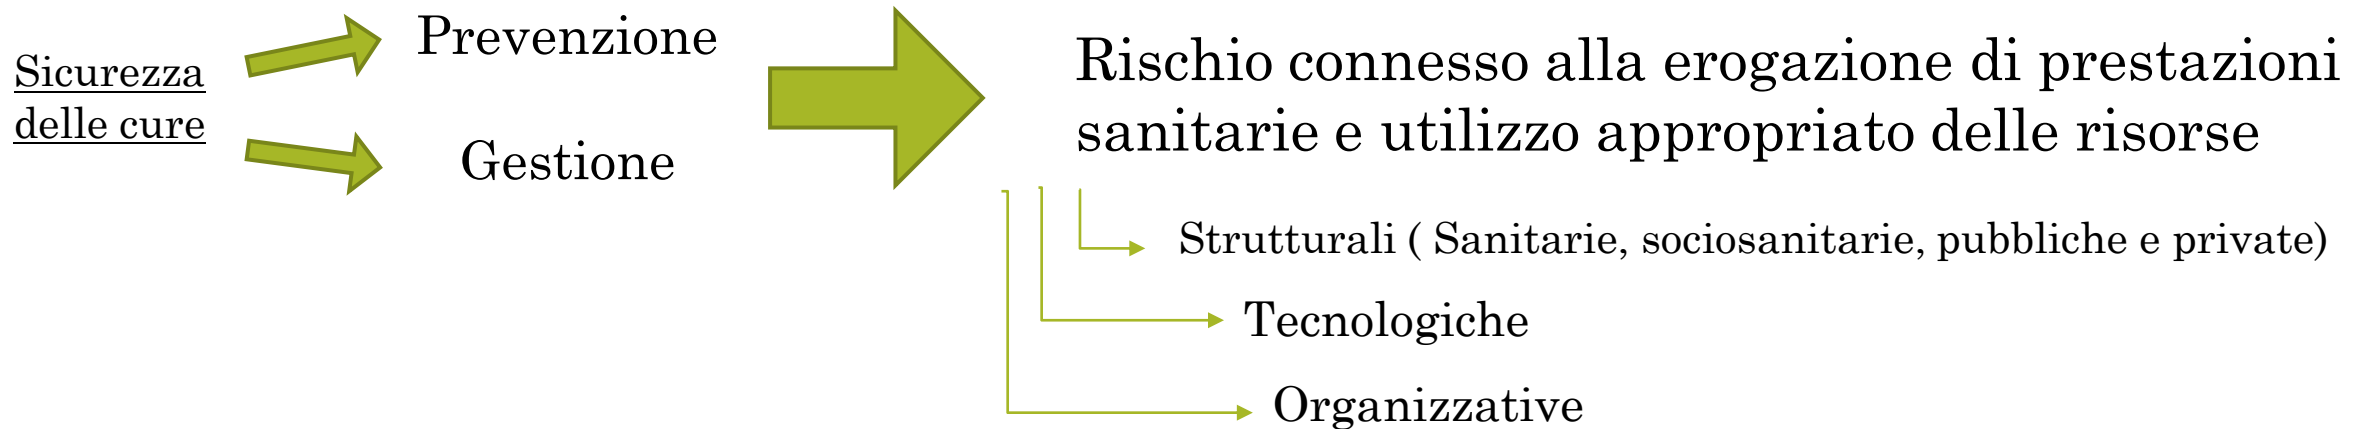 Sicurezza
delle cure
Prevenzione
Gestione
Rischio connesso alla erogazione di prestazioni
sanitarie e utilizzo appropriato delle risorse
Strutturali ( Sanitarie, sociosanitarie, pubbliche e private)
Tecnologiche
Organizzative